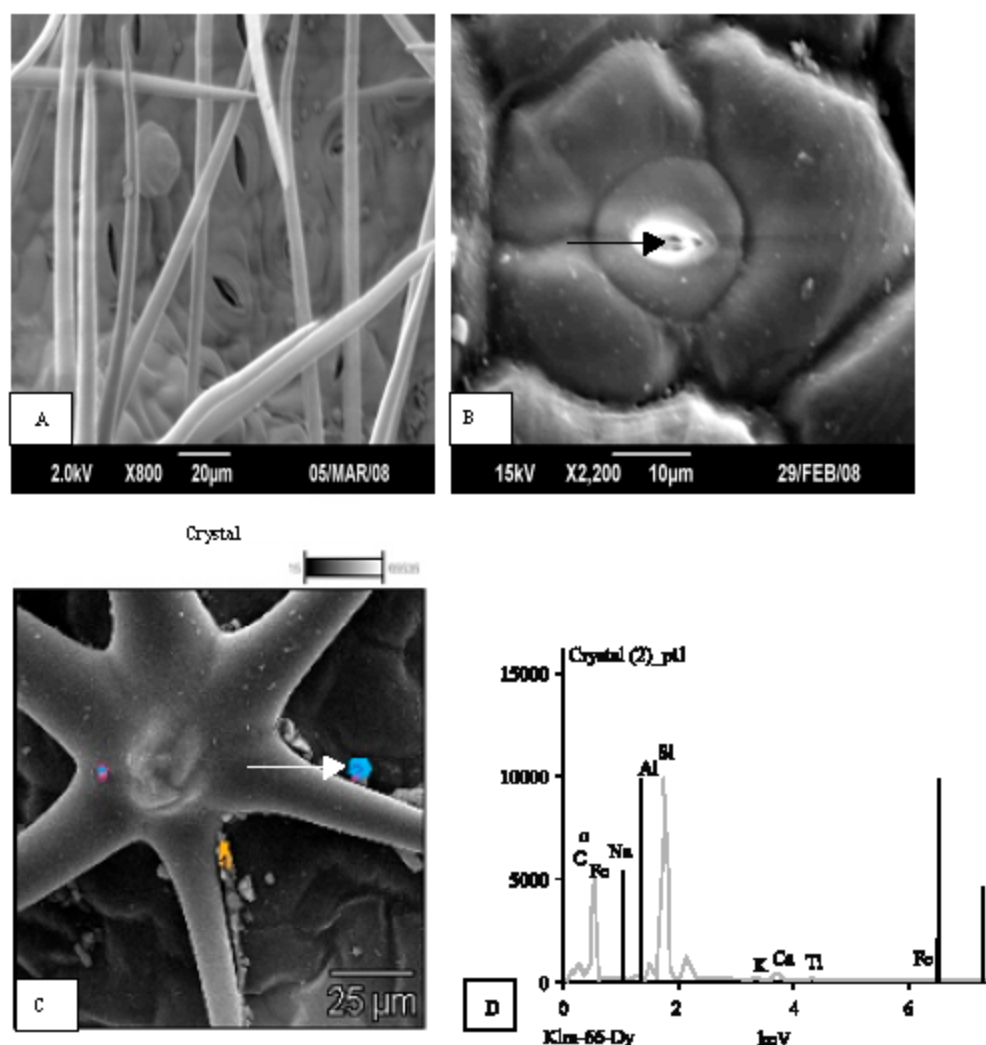 A
2.0kV X800 20µm 05/MAR/08
B
15kV X2,200 10µm 29/FEB/08
Crystal
C
25 µm
Crystal (2)_pt1
15000
10000
5000
0
O
C
Fe
Na
Al
Si
K
Ca
Ti
Fe
0 2 4 6
keV
D